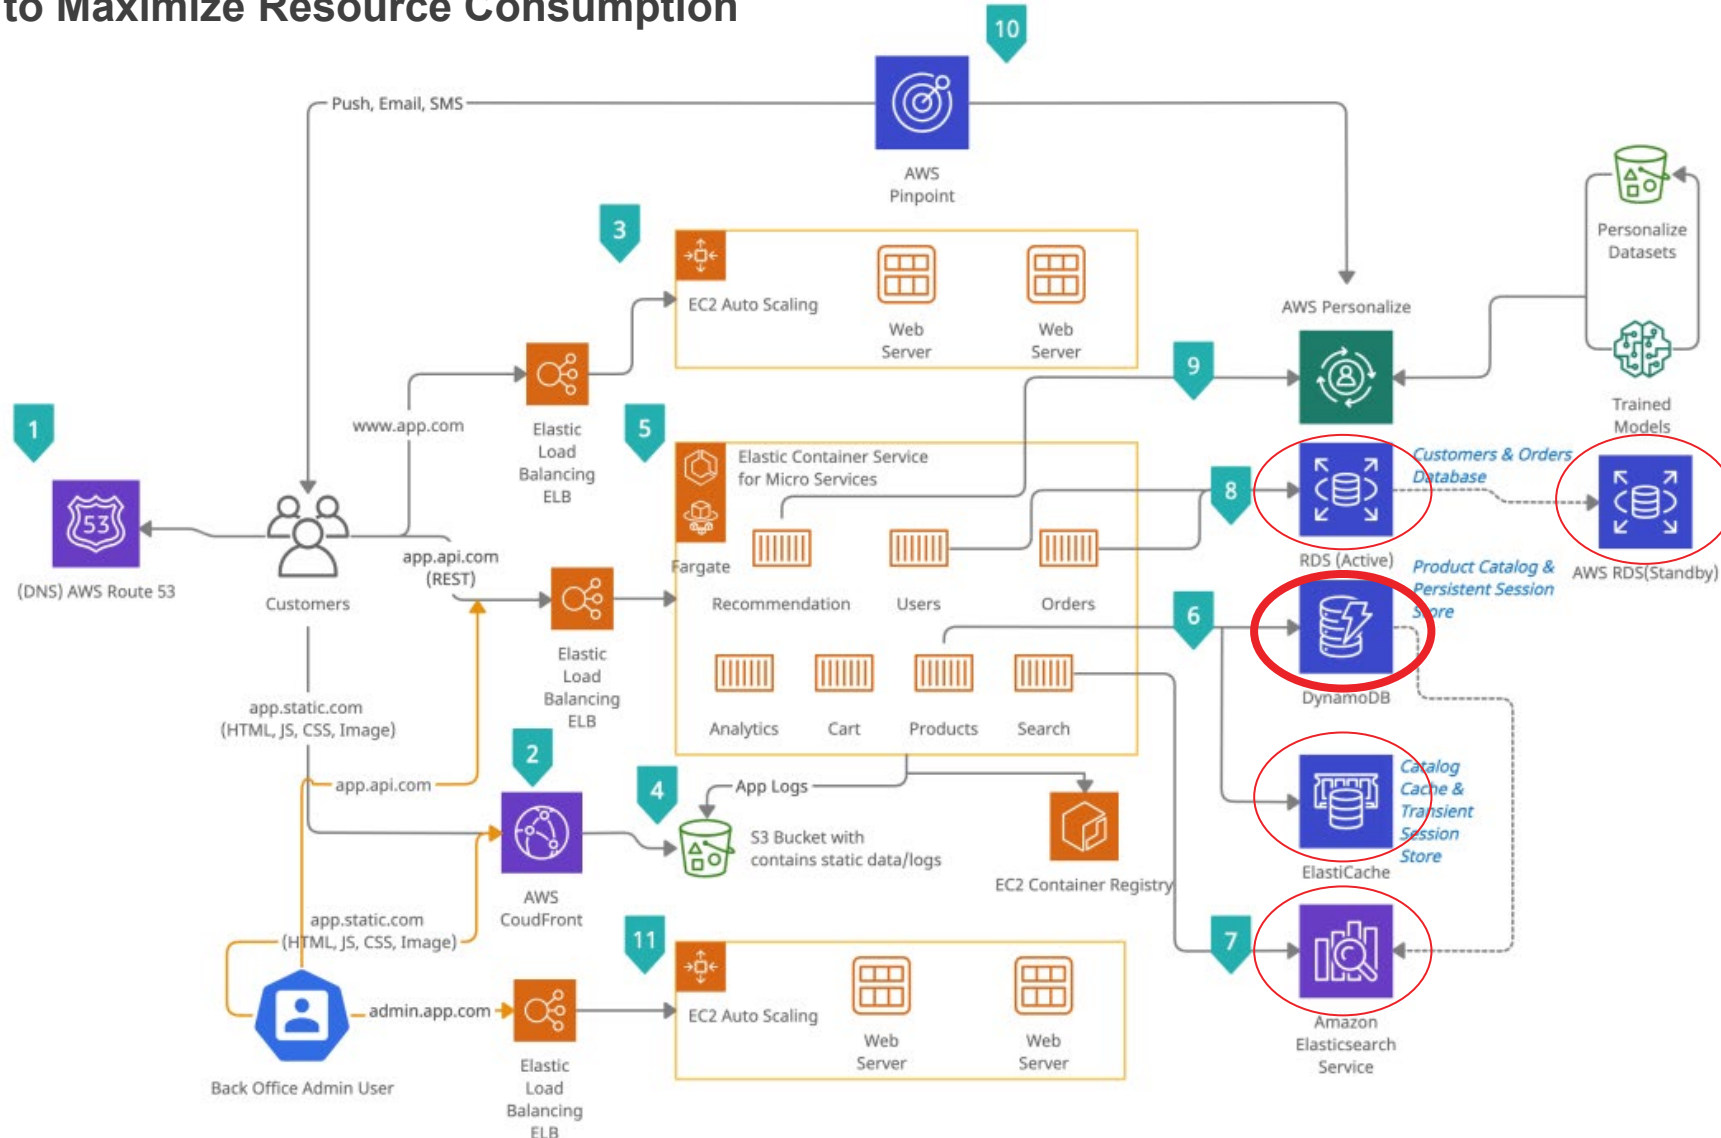 to Maximize Resource Consumption
10
Push, Email, SMS
AWS
Pinpoint
3
EC2 Auto Scaling
Web
Server
Web
Server
Personalize
Datasets
AWS Personalize
9
Trained
Models
1
www.app.com
Elastic
Load
Balancing
ELB
5
Elastic Container Service
for Micro Services
Customers & Orders
Database
8
53
(DNS) AWS Route 53
Customers
app.api.com
(REST)
Fargate
Recommendation
Users
Orders
RDS (Active)
AWS RDS(Standby)
Product Catalog &
Persistent Session
Store
6
Elastic
Load
Balancing
ELB
DynamoDB
app.static.com
(HTML, JS, CSS, Image)
Analytics
Cart
Products
Search
2
app.api.com
4
App Logs
Catalog
Cache &
Transient
Session
Store
S3 Bucket with
contains static data/logs
ElastiCache
EC2 Container Registry
AWS
CoudFront
app.static.com
(HTML, JS, CSS, Image)
11
7
admin.app.com
EC2 Auto Scaling
Web
Server
Web
Server
Amazon
Elasticsearch
Service
Back Office Admin User
Elastic
Load
Balancing
ELB